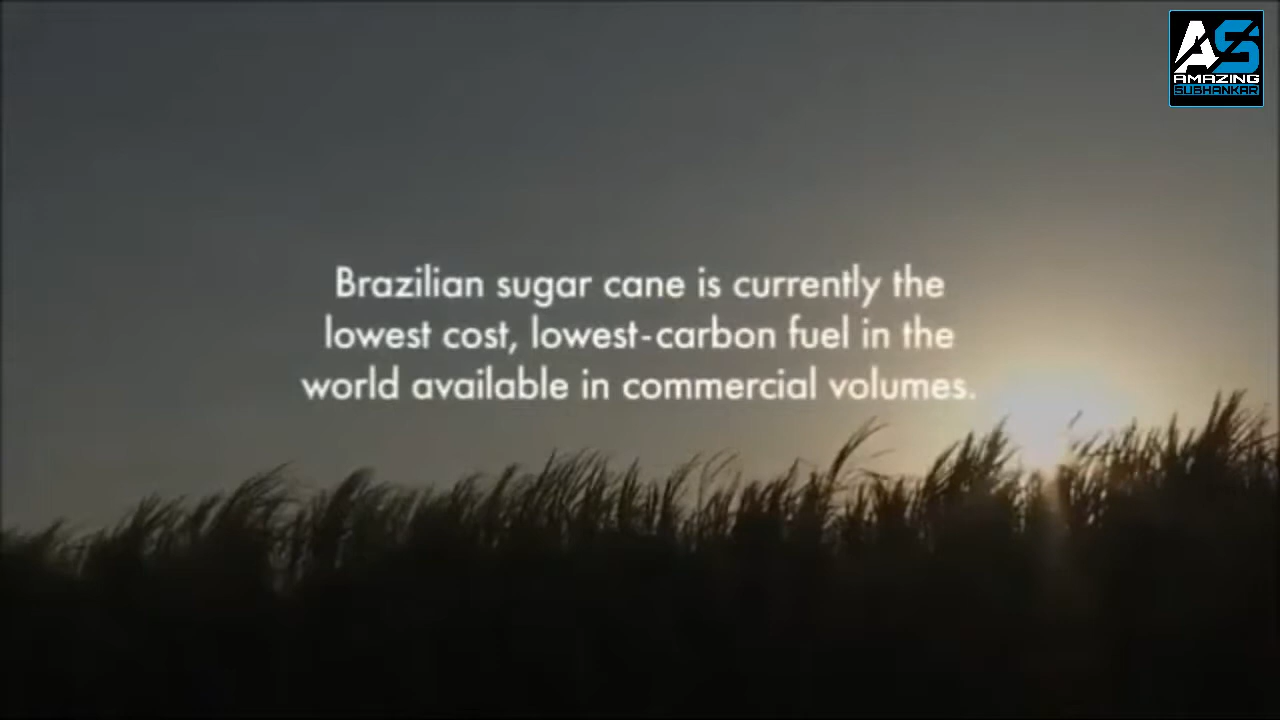 AS
AMAZING
SUBHANKAR
Brazilian sugar cane is currently the
lowest cost, lowest-carbon fuel in the
world available in commercial volumes.